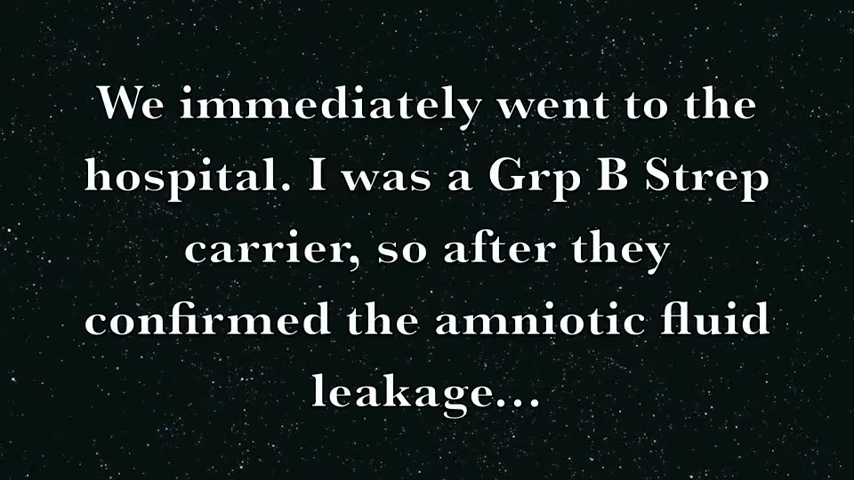 We immediately went to the
hospital. I was a Grp B Strep
carrier, so after they
confirmed the amniotic fluid
leakage...